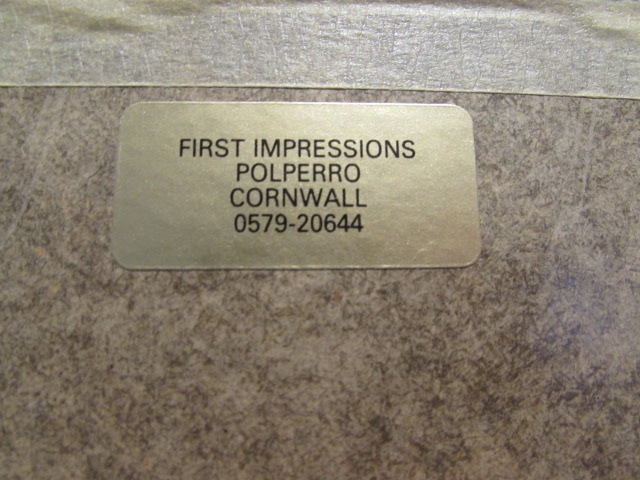 FIRST IMPRESSIONS
POLPERRO
CORNWALL
0579-20644